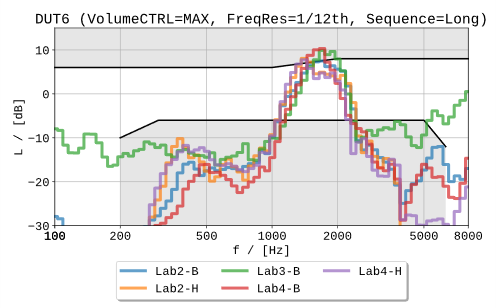 DUT6 (VolumeCTRL=MAX, FreqRes=1/12th, Sequence=Long)
10
0
−10
−20
−30
L / [dB]
100 200 500 1000 2000 5000 8000
f / [Hz]
Lab2-B Lab3-B Lab4-H
Lab2-H Lab4-B